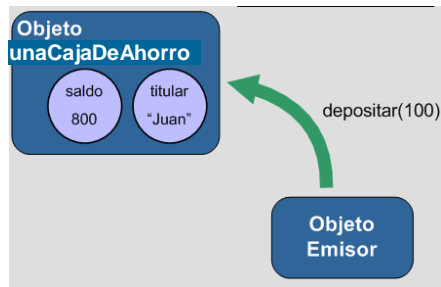 Objeto
unaCajaDeAhorro
saldo
800
titular
“Juan”
depositar(100)
Objeto
Emisor